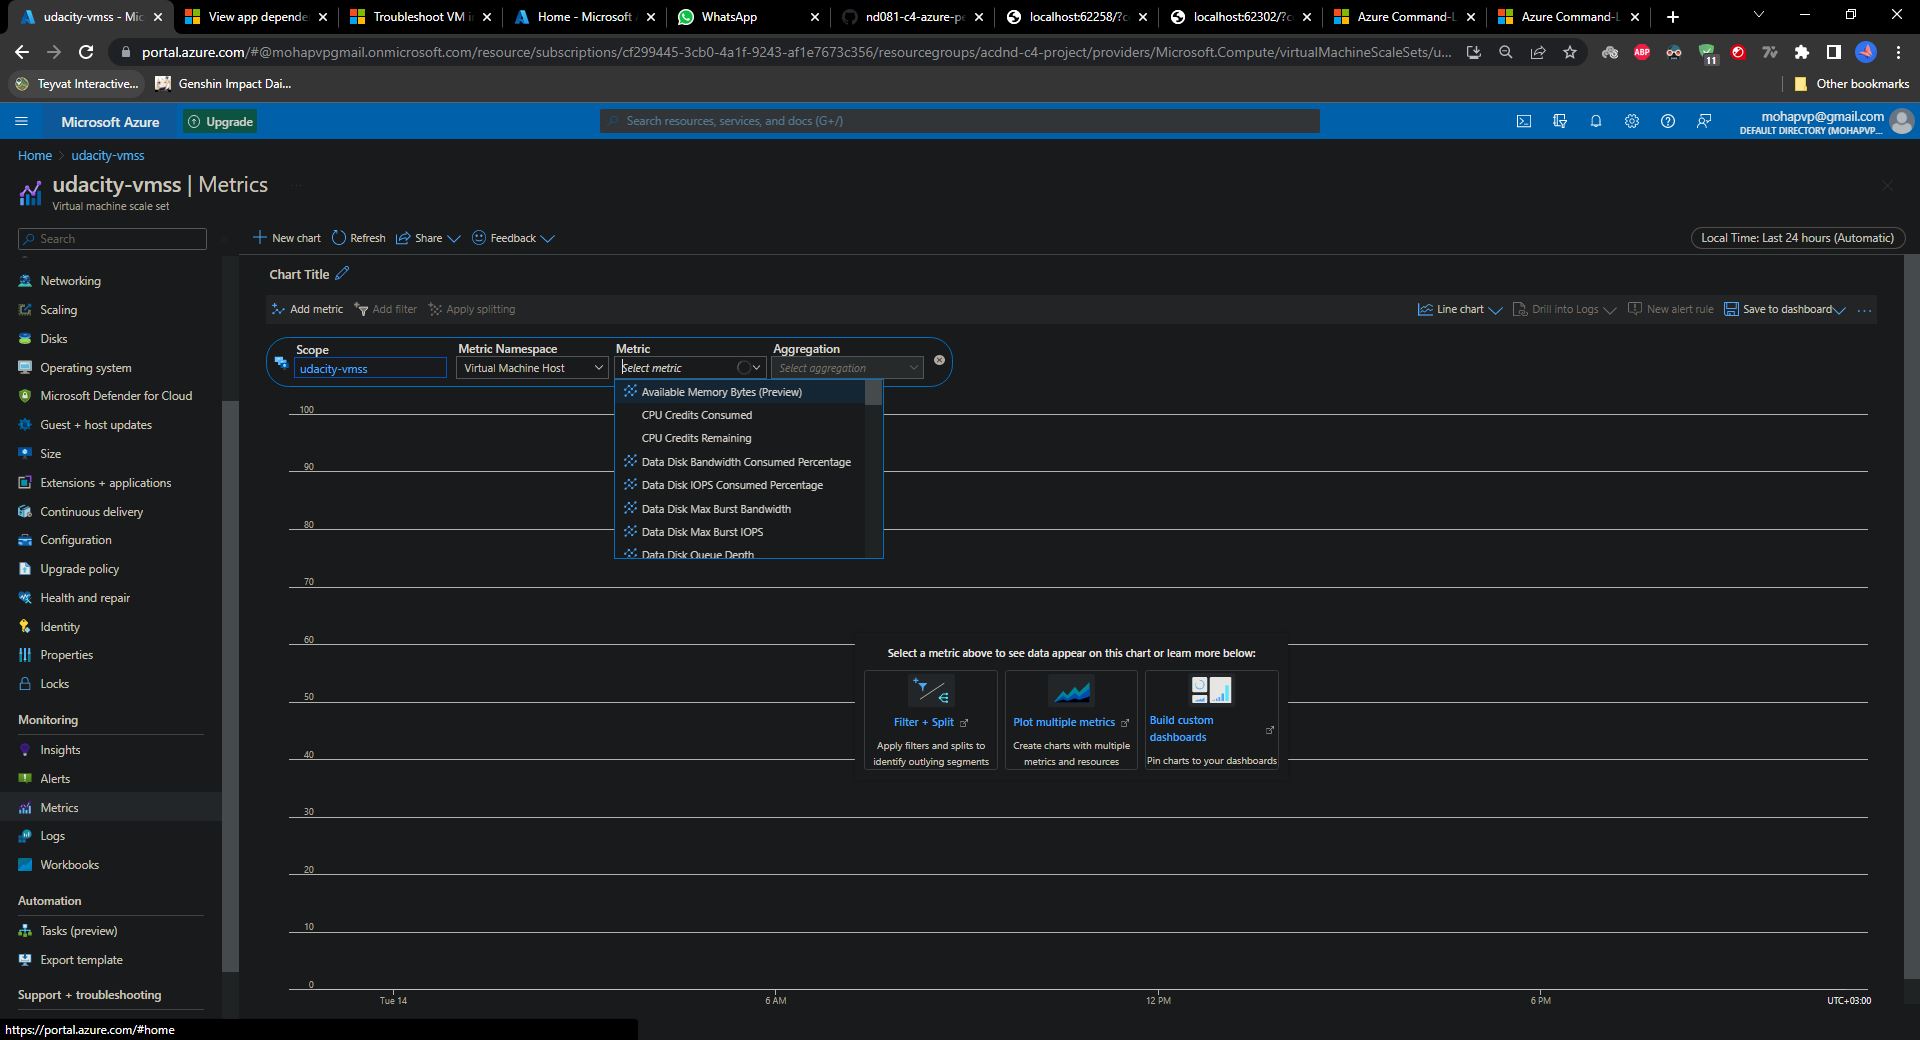 udacity-vmss - Mic
View app depende
Troubleshoot VM in
Home - Microsoft
WhatsApp
nd081-c4-azure-pe
localhost:62258/?c
localhost:62302/?c
Azure Command-L
Azure Command-L
portal.azure.com/#@mohapvpgmail.onmicrosoft.com/resource/subscriptions/cf299445-3cb0-4a1f-9243-af1e7673c356/resourcegroups/acdnd-c4-project/providers/Microsoft.Compute/virtualMachineScaleSets/u...
ABP
11
Teyvat Interactive...
Genshin Impact Dai...
Other bookmarks
Microsoft Azure
Upgrade
Search resources, services, and docs (G+/)
mohapvp@gmail.com
DEFAULT DIRECTORY (MOHAPVP...
Home > udacity-vmss
udacity-vmss | Metrics
Virtual machine scale set
Search
New chart
Refresh
Share
Feedback
Local Time: Last 24 hours (Automatic)
Networking
Scaling
Disks
Operating system
Microsoft Defender for Cloud
Guest + host updates
Size
Extensions + applications
Continuous delivery
Configuration
Upgrade policy
Health and repair
Identity
Properties
Locks
Monitoring
Insights
Alerts
Metrics
Logs
Workbooks
Automation
Tasks (preview)
Export template
Support + troubleshooting
Chart Title
Add metric
Add filter
Apply splitting
Line chart
Drill into Logs
New alert rule
Save to dashboard
Scope
udacity-vmss
Metric Namespace
Virtual Machine Host
Metric
Select metric
Aggregation
Select aggregation
Available Memory Bytes (Preview)
CPU Credits Consumed
CPU Credits Remaining
Data Disk Bandwidth Consumed Percentage
Data Disk IOPS Consumed Percentage
Data Disk Max Burst Bandwidth
Data Disk Max Burst IOPS
Data Disk Queue Depth
100
90
80
70
60
50
40
30
20
10
0
Select a metric above to see data appear on this chart or learn more below:
Filter + Split
Apply filters and splits to
identify outlying segments
Plot multiple metrics
Create charts with multiple
metrics and resources
Build custom
dashboards
Pin charts to your dashboards
Tue 14
6 AM
12 PM
6 PM
UTC+03:00
https://portal.azure.com/#home